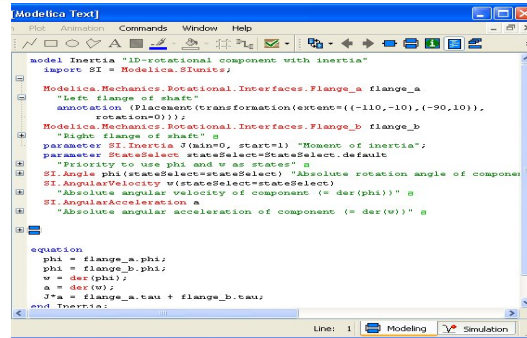 [Modelica Text]
Plot Animation Commands Window Help
model Inertia "1D-rotational component with inertia"
import SI = Modelica.SIunits;
Modelica.Mechanics.Rotational.Interfaces.Flange_a flange_a
"Left flange of shaft"
annotation (Placement(transformation(extent={{-110,-10},{-90,10}},
rotation=0)));
Modelica.Mechanics.Rotational.Interfaces.Flange_b flange_b
"Right flange of shaft"
parameter SI.Inertia J(min=0, start=1) "Moment of inertia";
parameter StateSelect stateSelect=StateSelect.default
"Priority to use phi and w as states"
SI.Angle phi(stateSelect=stateSelect) "Absolute rotation angle of componen
SI.AngularVelocity w(stateSelect=stateSelect)
"Absolute angular velocity of component (= der(phi))"
SI.AngularAcceleration a
"Absolute angular acceleration of component (= der(w))"
equation
phi = flange_a.phi;
phi = flange_b.phi;
w = der(phi);
a = der(w);
J*a = flange_a.tau + flange_b.tau;
end Inertia;
Line: 1 Modeling Simulation